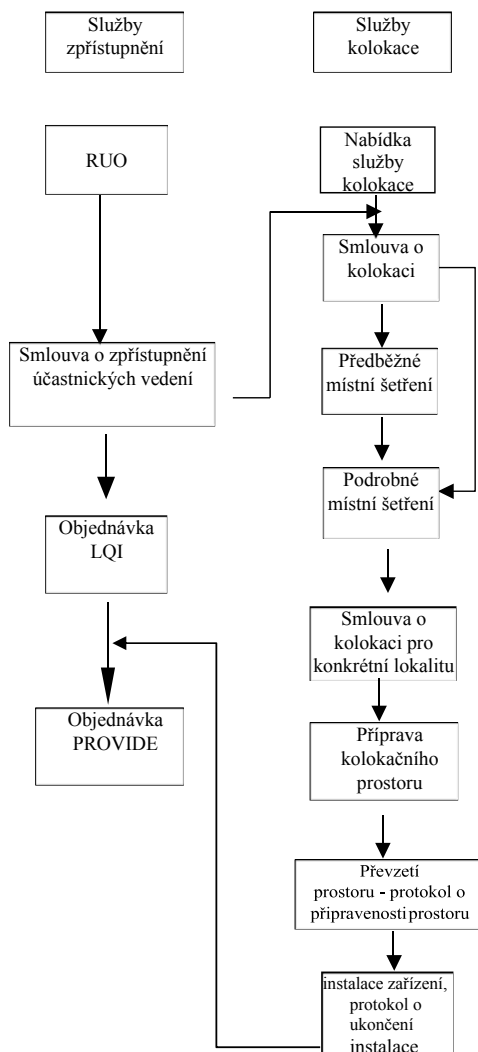 Služby
zpřístupnění
Služby
kolokace
RUO
Nabídka
služby
kolokace
Smlouva o
kolokaci
Smlouva o zpřístupnění
účastnických vedení
Předběžné
místní šetření
Podrobné
místní šetření
Objednávka
LQI
Smlouva o
kolokaci pro
konkrétní lokalitu
Objednávka
PROVIDE
Příprava
kolokačního
prostoru
Převzetí
prostoru - protokol o
připravenosti prostoru
instalace zařízení,
protokol o
ukončení
instalace